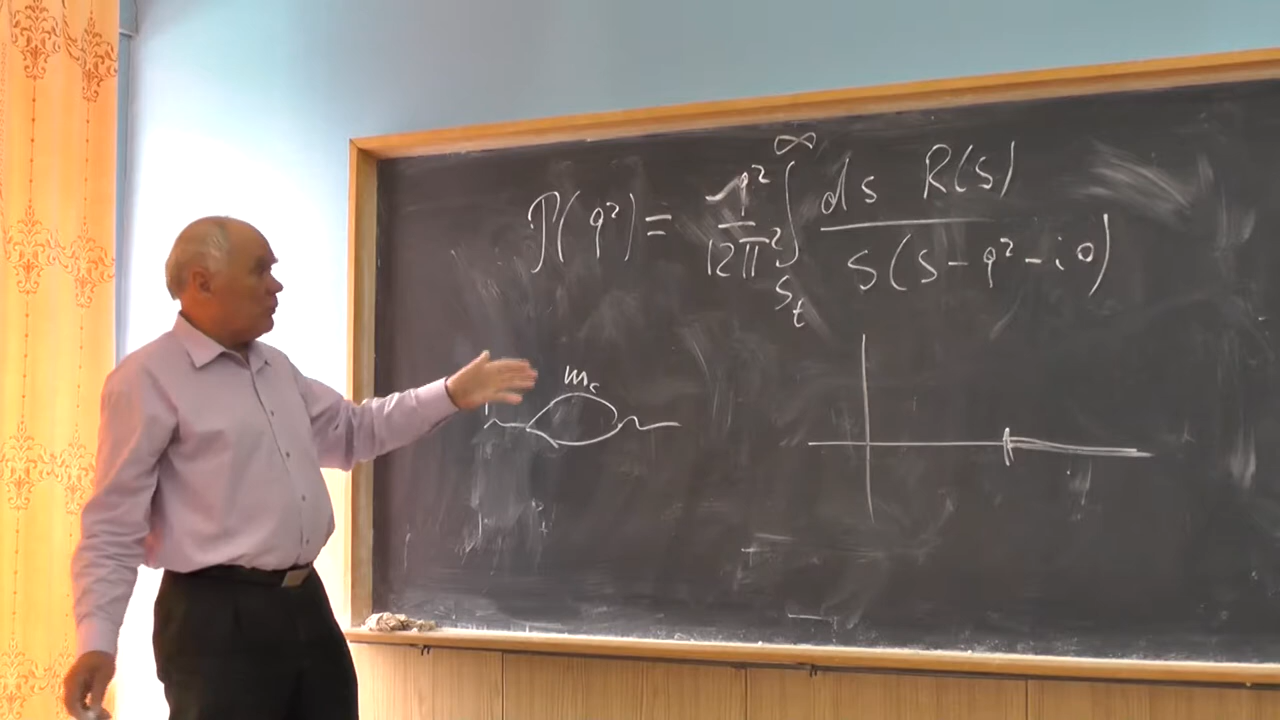 P(q²) = q²/12π² ∫_{S_t}^{∞} ds R(s) / S(S - q² - i0)
m_c